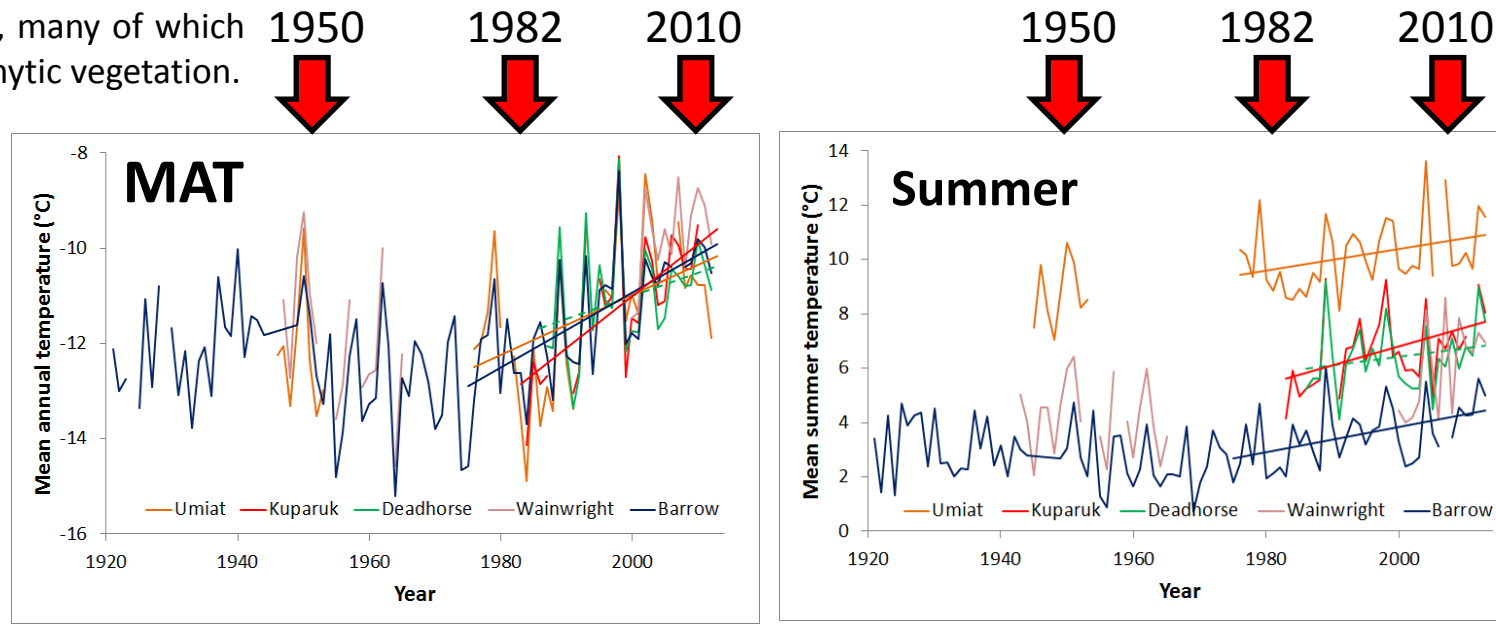 , many of which
nytic vegetation.
1950 1982 2010
1950 1982 2010
MAT
Mean annual temperature (°C)
-8
-10
-12
-14
-16
Umiat Kuparuk Deadhorse Wainwright Barrow
1920 1940 1960 1980 2000
Year
Summer
Mean summer temperature (°C)
14
12
10
8
6
4
2
0
Umiat Kuparuk Deadhorse Wainwright Barrow
1920 1940 1960 1980 2000
Year